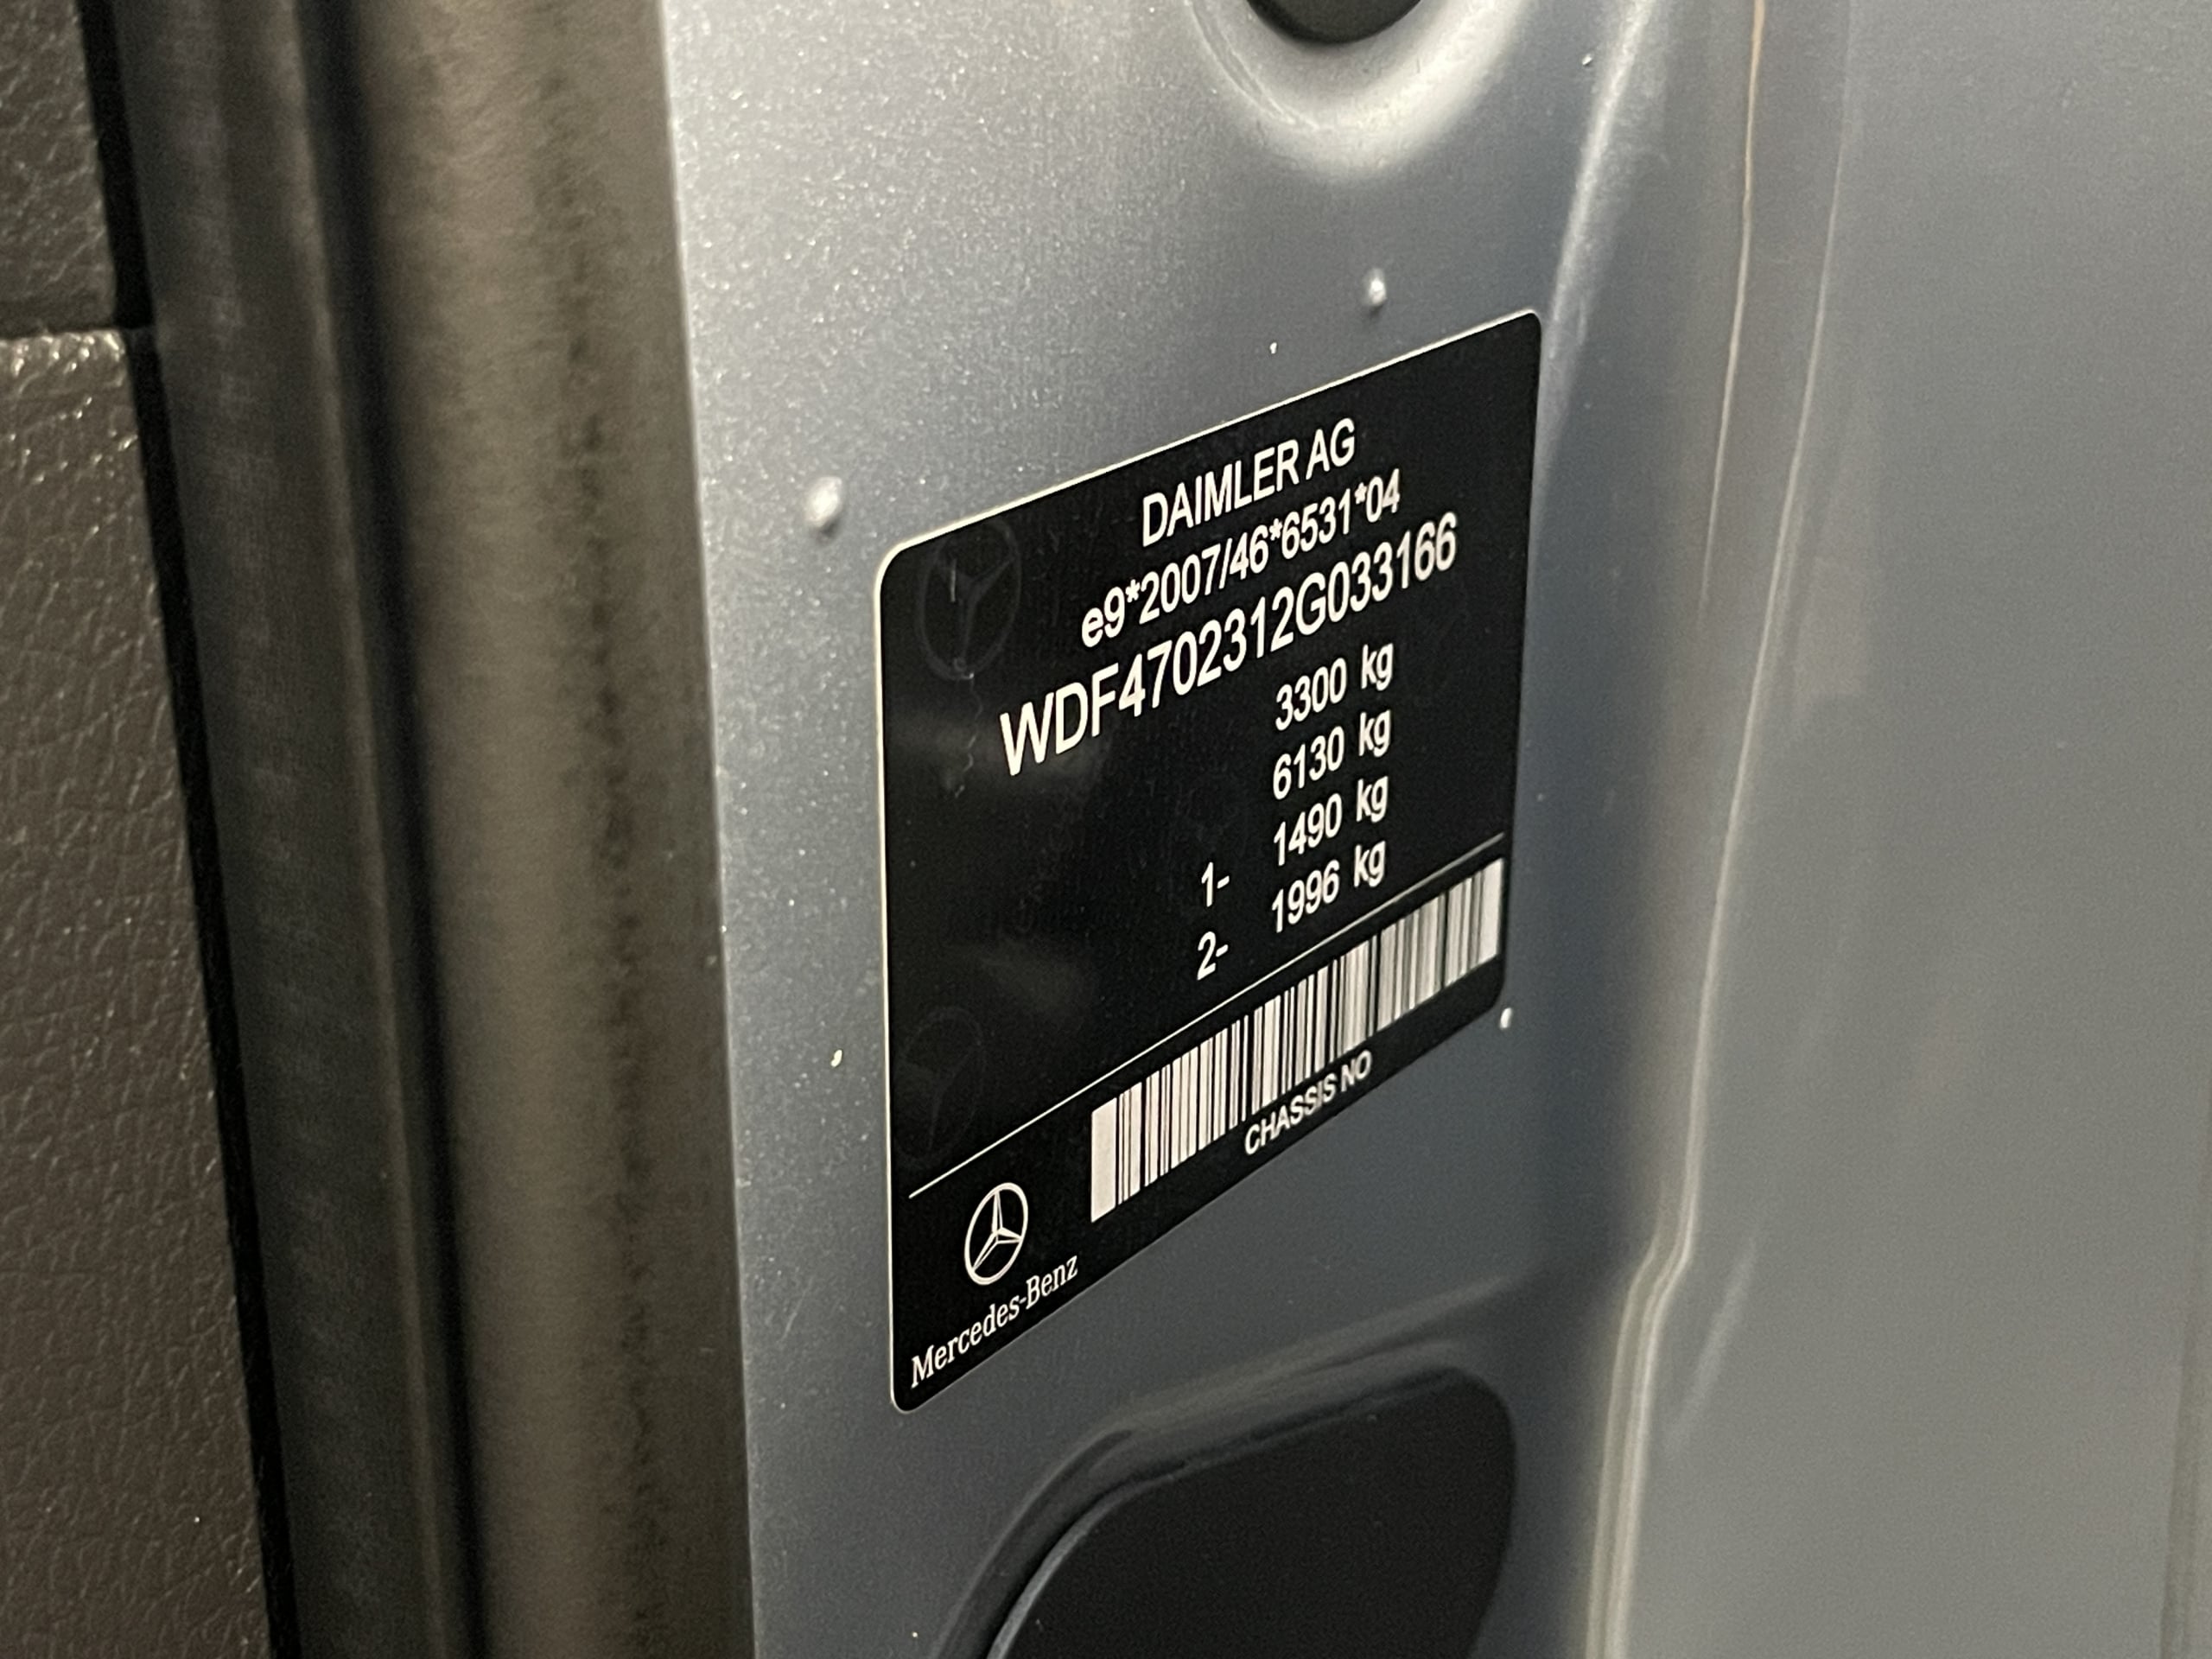 DAIMLER AG
e9*2007/46*6531*04
WDF4702312G033166
3300 kg
6130 kg
1- 1490 kg
2- 1996 kg
CHASSIS NO
Mercedes-Benz